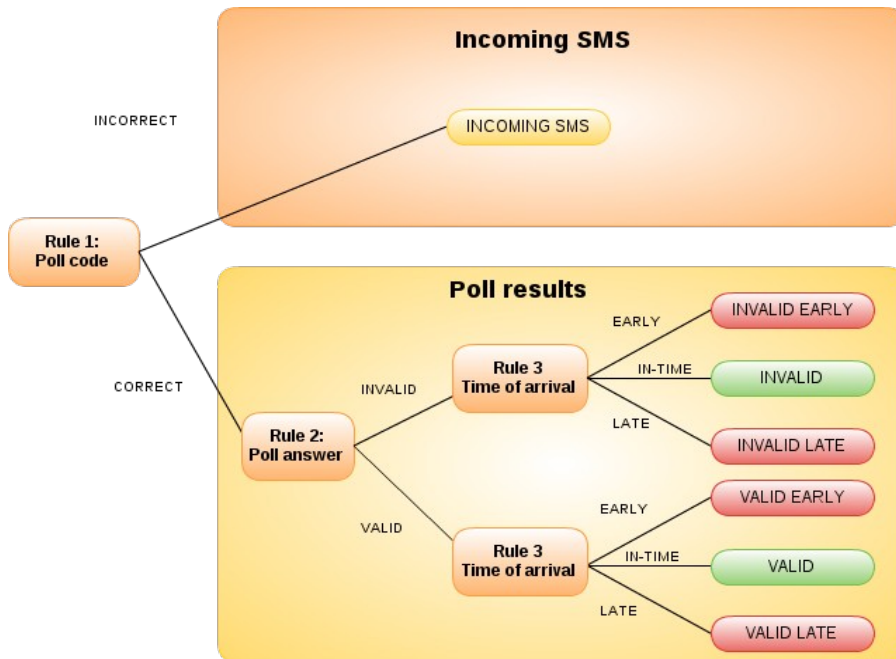 Incoming SMS
INCORRECT
INCOMING SMS
Rule 1:
Poll code
Poll results
CORRECT
Rule 2:
Poll answer
INVALID
VALID
Rule 3
Time of arrival
EARLY
IN-TIME
LATE
INVALID EARLY
INVALID
INVALID LATE
Rule 3
Time of arrival
EARLY
IN-TIME
LATE
VALID EARLY
VALID
VALID LATE